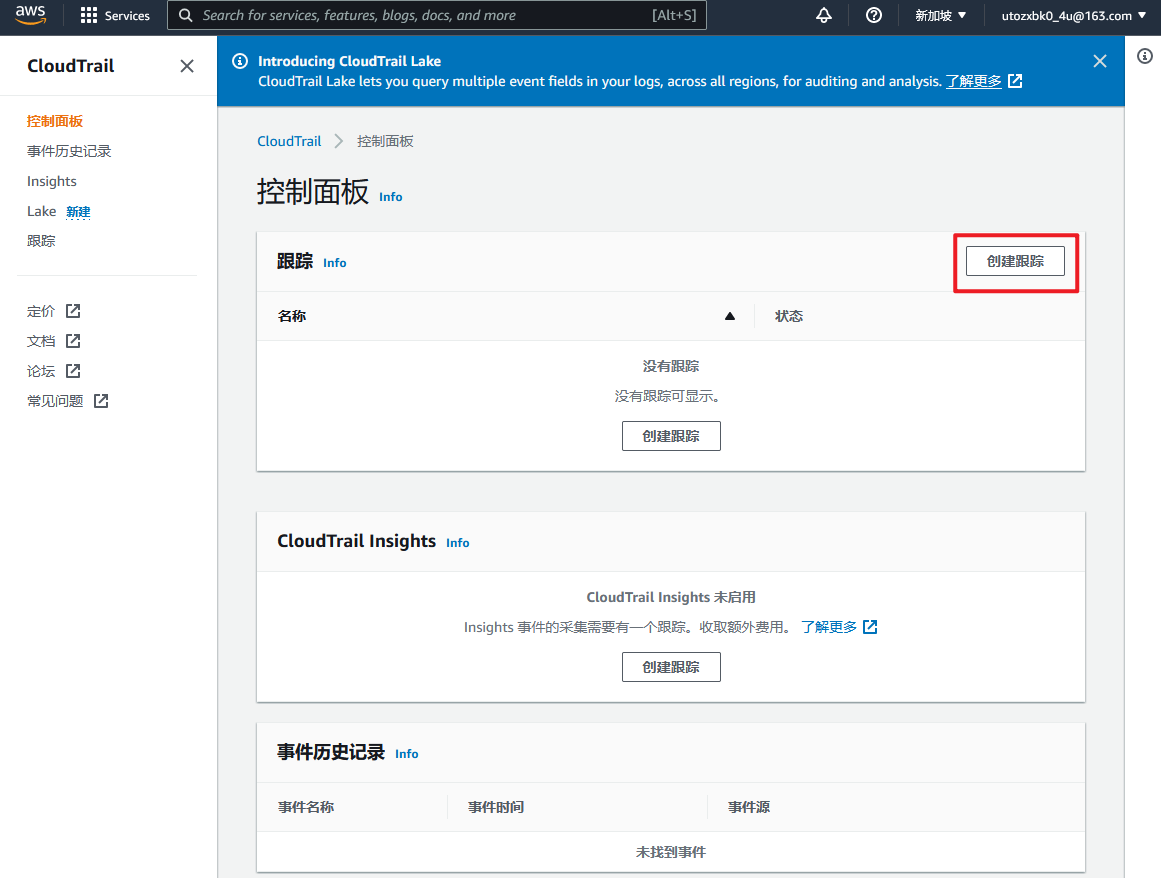 aws
Services
Search for services, features, blogs, docs, and more
[Alt+S]
新加坡
utozxbk0_4u@163.com
CloudTrail
控制面板
事件历史记录
Insights
Lake 新建
跟踪
定价
文档
论坛
常见问题
Introducing CloudTrail Lake
CloudTrail Lake lets you query multiple event fields in your logs, across all regions, for auditing and analysis. 了解更多
CloudTrail 控制面板
控制面板 Info
跟踪 Info
创建跟踪
名称 状态
没有跟踪
没有跟踪可显示。
创建跟踪
CloudTrail Insights Info
CloudTrail Insights 未启用
Insights 事件的采集需要有一个跟踪。收取额外费用。 了解更多
创建跟踪
事件历史记录 Info
事件名称 事件时间 事件源
未找到事件